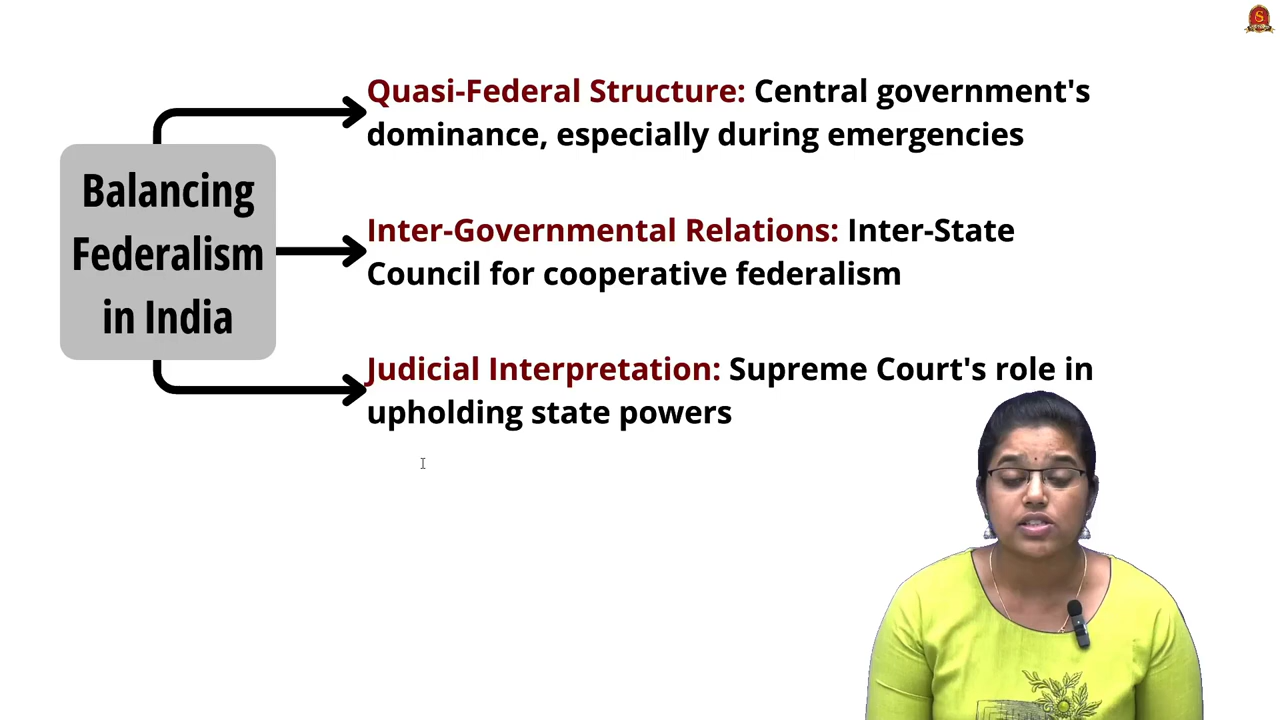 Balancing
Federalism
in India
Quasi-Federal Structure: Central government's
dominance, especially during emergencies
Inter-Governmental Relations: Inter-State
Council for cooperative federalism
Judicial Interpretation: Supreme Court's role in
upholding state powers